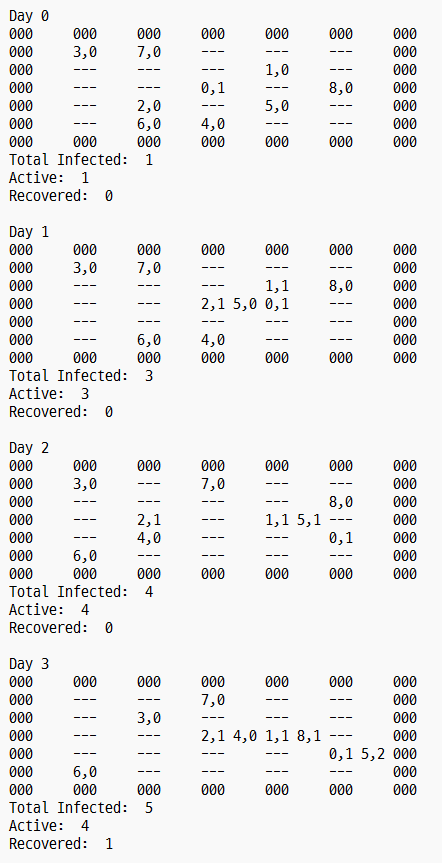 Day 0
000 000 000 000 000 000 000
000 3,0 7,0 --- --- --- 000
000 --- --- --- 1,0 --- 000
000 --- --- 0,1 --- 8,0 000
000 --- 2,0 --- 5,0 --- 000
000 --- 6,0 4,0 --- --- 000
000 000 000 000 000 000 000
Total Infected: 1
Active: 1
Recovered: 0

Day 1
000 000 000 000 000 000 000
000 3,0 7,0 --- --- --- 000
000 --- --- --- 1,1 8,0 000
000 --- --- 2,1 5,0 0,1 --- 000
000 --- --- --- --- --- 000
000 --- 6,0 4,0 --- --- 000
000 000 000 000 000 000 000
Total Infected: 3
Active: 3
Recovered: 0

Day 2
000 000 000 000 000 000 000
000 3,0 --- 7,0 --- --- 000
000 --- --- --- --- 8,0 000
000 --- 2,1 --- 1,1 5,1 --- 000
000 --- 4,0 --- --- 0,1 000
000 6,0 --- --- --- --- 000
000 000 000 000 000 000 000
Total Infected: 4
Active: 4
Recovered: 0

Day 3
000 000 000 000 000 000 000
000 --- --- 7,0 --- --- 000
000 --- 3,0 --- --- --- 000
000 --- --- 2,1 4,0 1,1 8,1 --- 000
000 --- --- --- --- 0,1 5,2 000
000 6,0 --- --- --- --- 000
000 000 000 000 000 000 000
Total Infected: 5
Active: 4
Recovered: 1